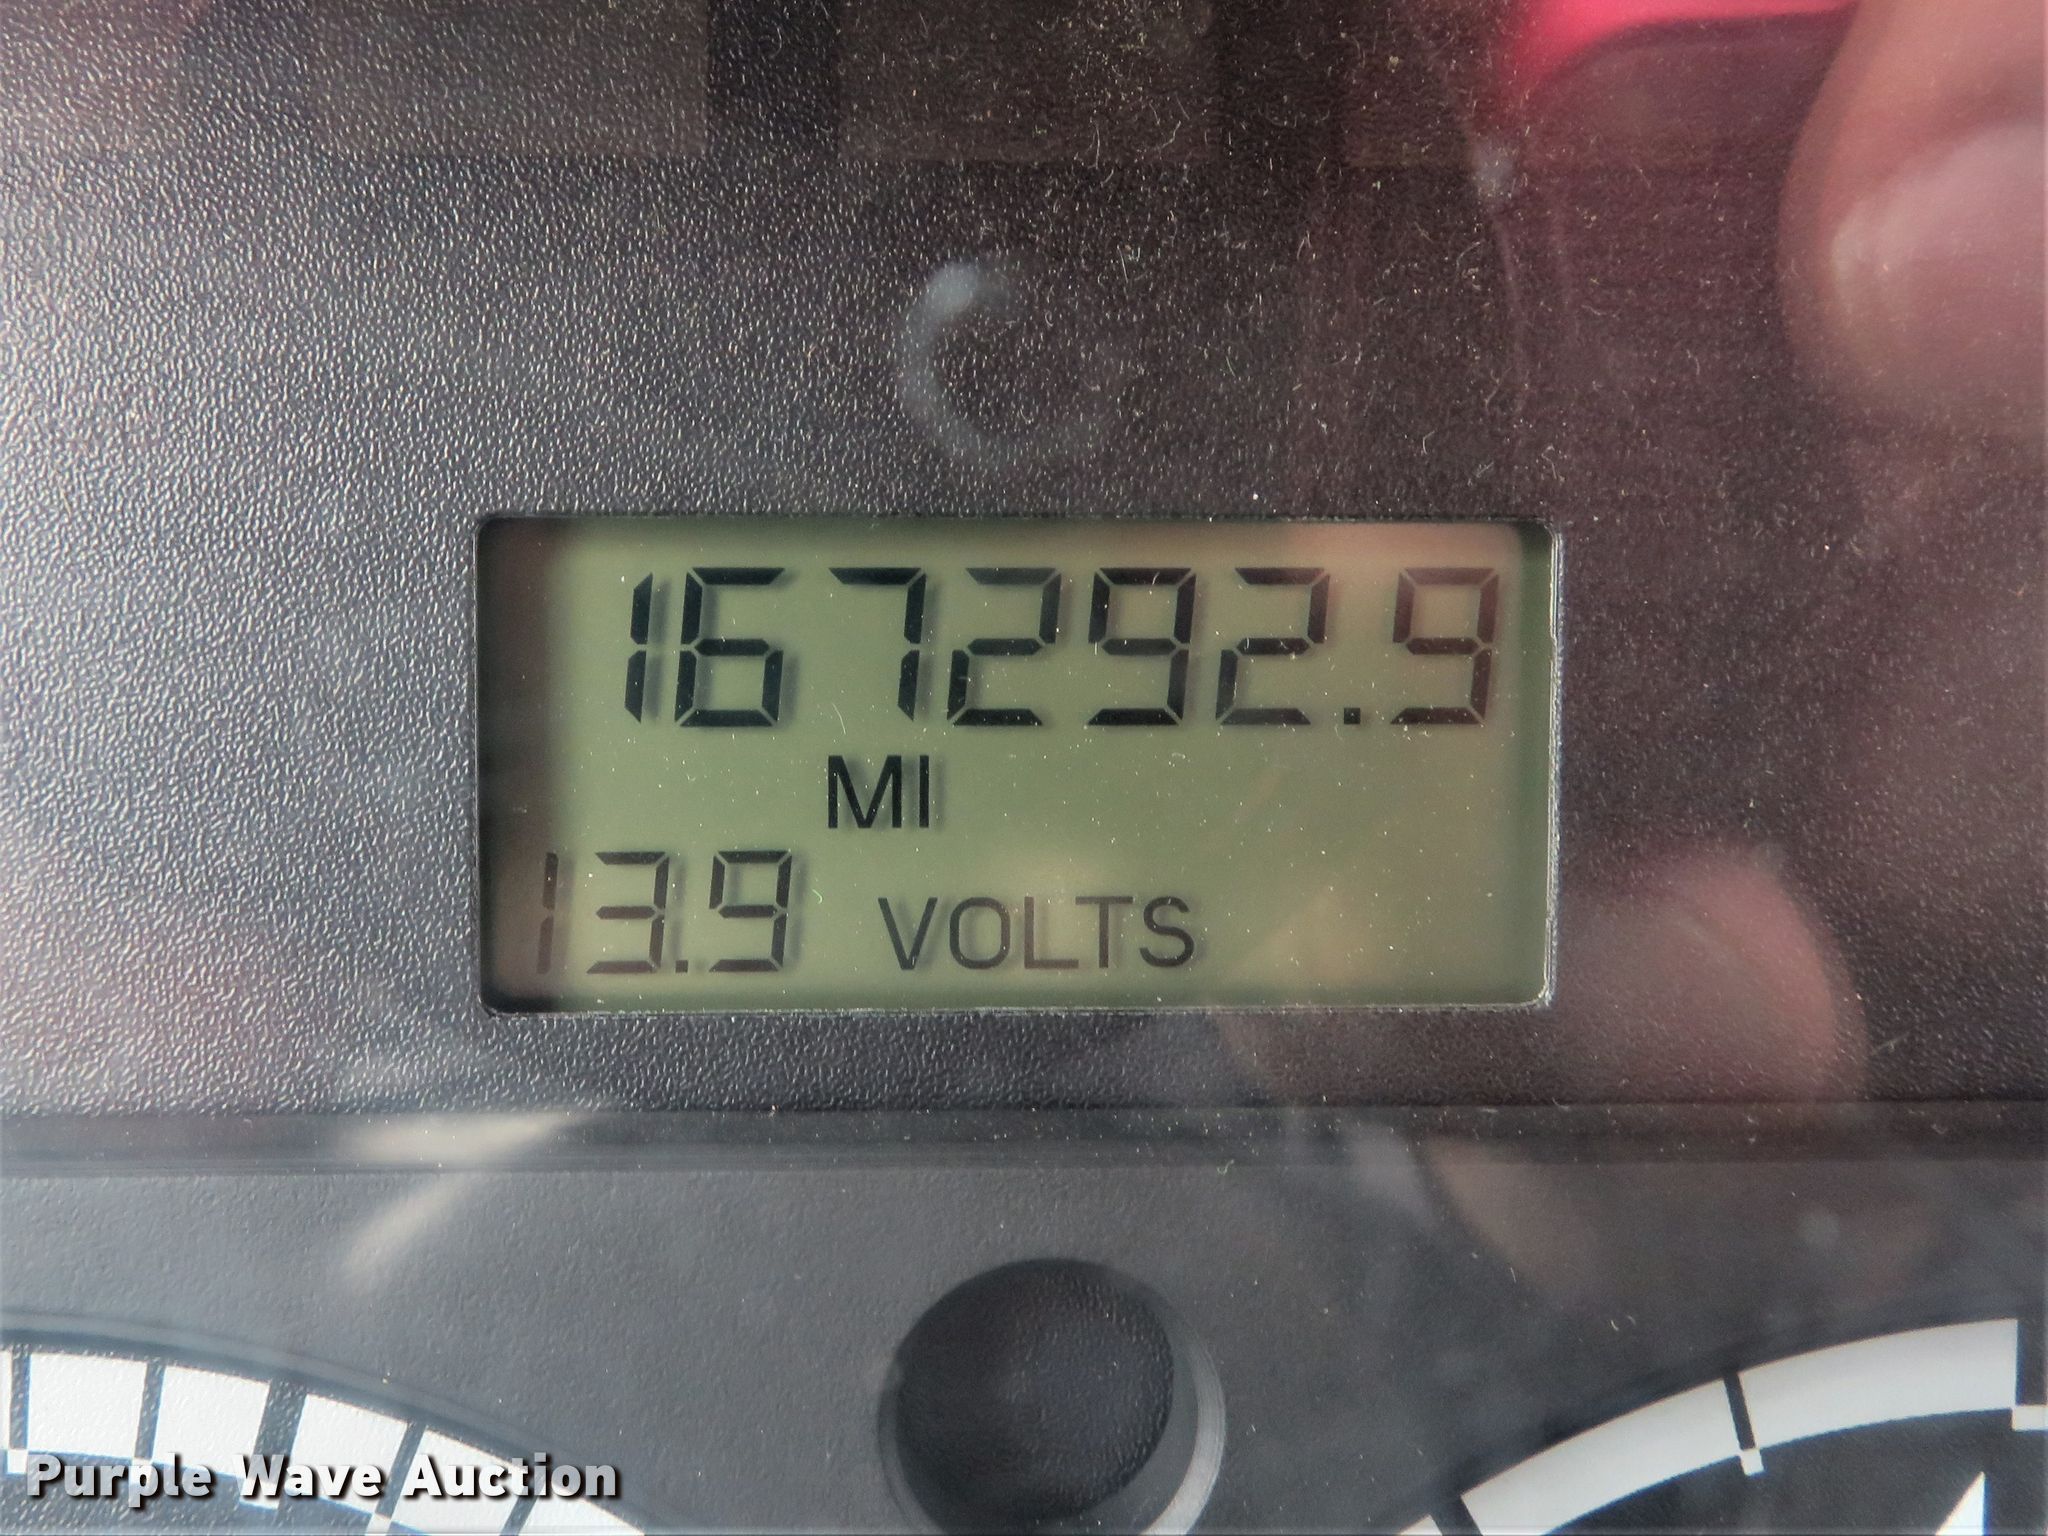 167292.9
MI
13.9 VOLTS
Purple Wave Auction